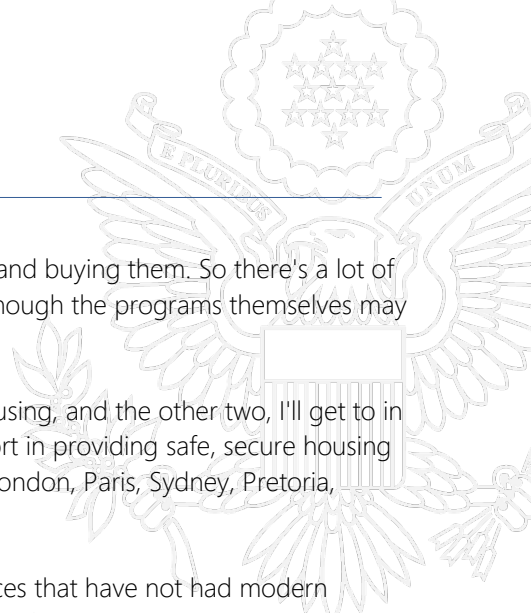 E PLURIBUS
UNUM
and buying them. So there's a lot of
hough the programs themselves may
using, and the other two, I'll get to in
ort in providing safe, secure housing
ondon, Paris, Sydney, Pretoria,
ces that have not had modern